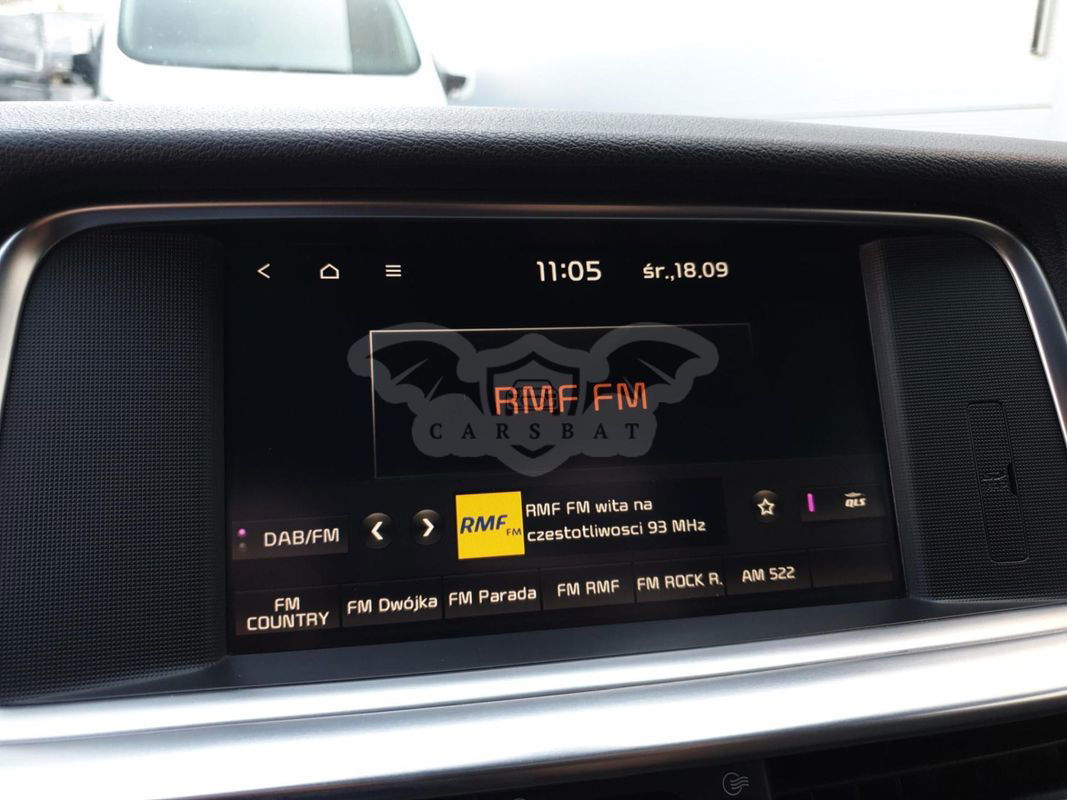 11:05 śr.,18.09
RMF FM
CARSBAT
DAB/FM
RMF FM
RMF FM wita na
czestotliwosci 93 MHz
QLS
FM COUNTRY
FM Dwójka
FM Parada
FM RMF
FM ROCK R.
AM 522